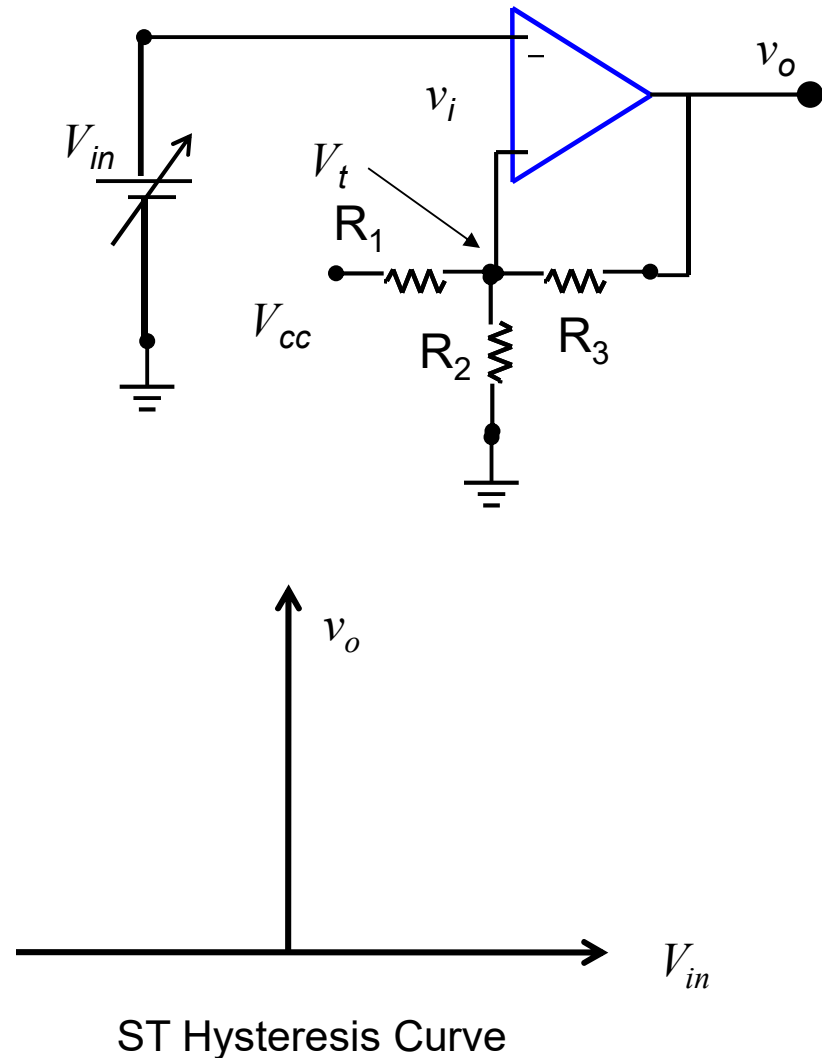 v_o
−
v_i
V_in
V_t
R_1
V_cc
R_2
R_3
v_o
V_in
ST Hysteresis Curve